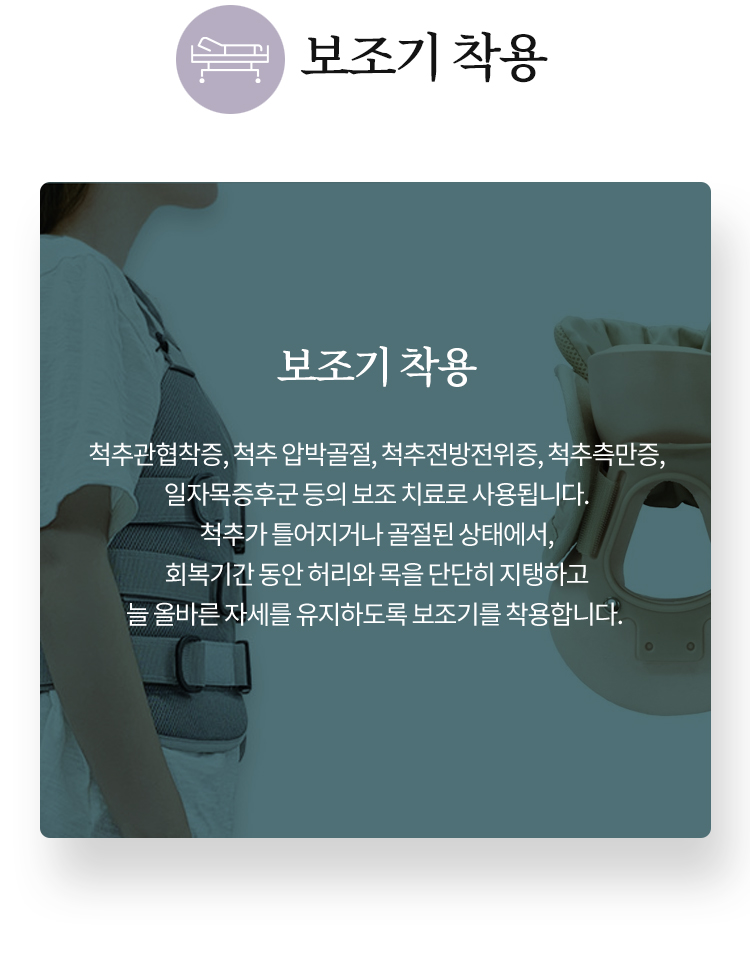 보조기 착용
보조기 착용
척추관협착증, 척추 압박골절, 척추전방전위증, 척추측만증,
일자목증후군 등의 보조 치료로 사용됩니다.
척추가 틀어지거나 골절된 상태에서,
회복기간 동안 허리와 목을 단단히 지탱하고
늘 올바른 자세를 유지하도록 보조기를 착용합니다.